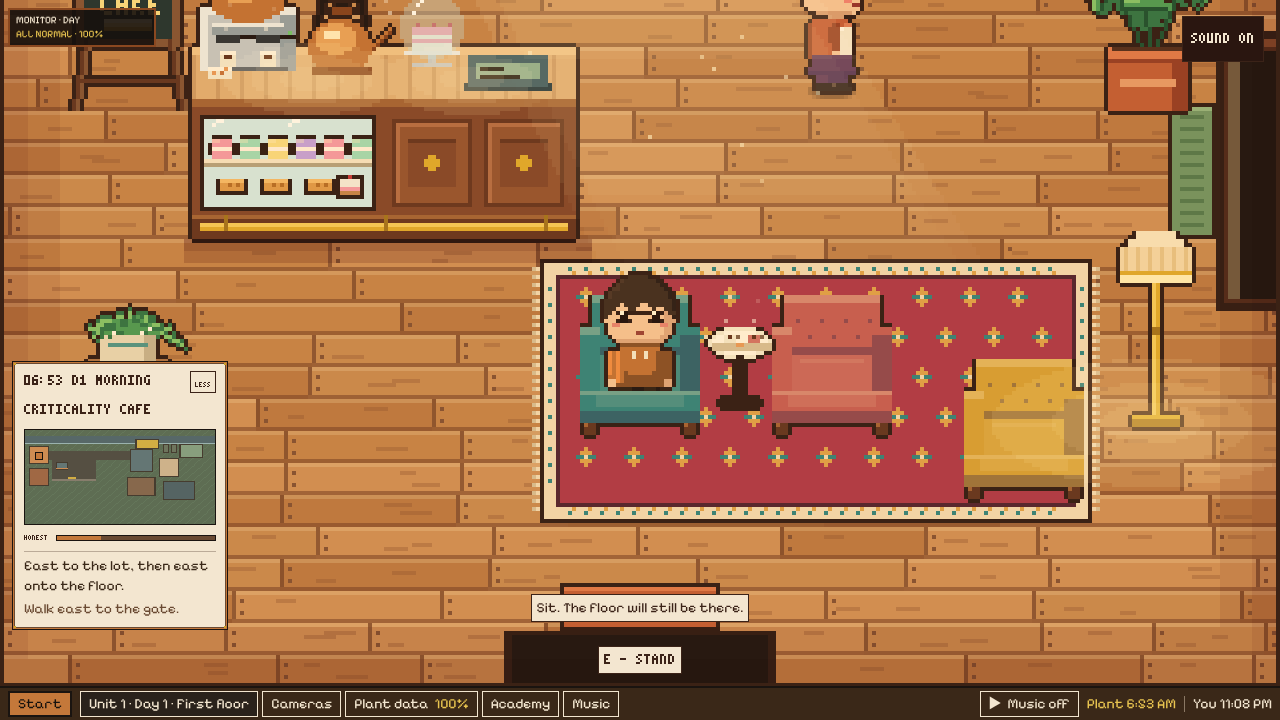 MONITOR · DAY
ALL NORMAL · 100%
SOUND ON
06:53 D1 MORNING
LESS
CRITICALITY CAFE
HONEST
East to the lot, then east
onto the floor.
Walk east to the gate.
Sit. The floor will still be there.
E - STAND
Start
Unit 1 · Day 1 · First floor
Cameras
Plant data 100%
Academy
Music
▶ Music off
Plant 6:53 AM
You 11:08 PM